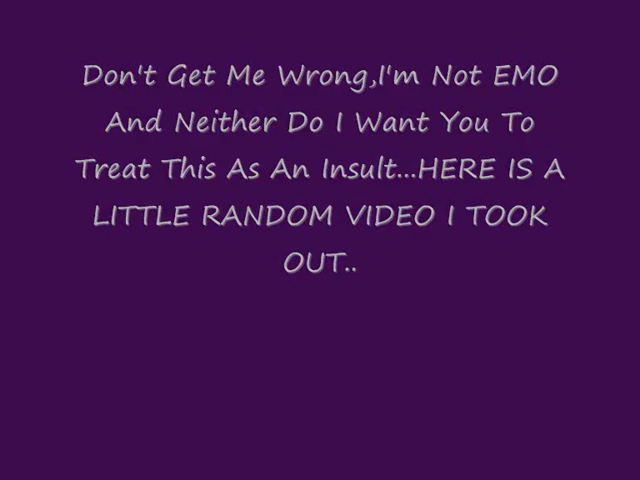 Don't Get Me Wrong,I'm Not EMO
And Neither Do I Want You To
Treat This As An Insult...HERE IS A
LITTLE RANDOM VIDEO I TOOK
OUT..